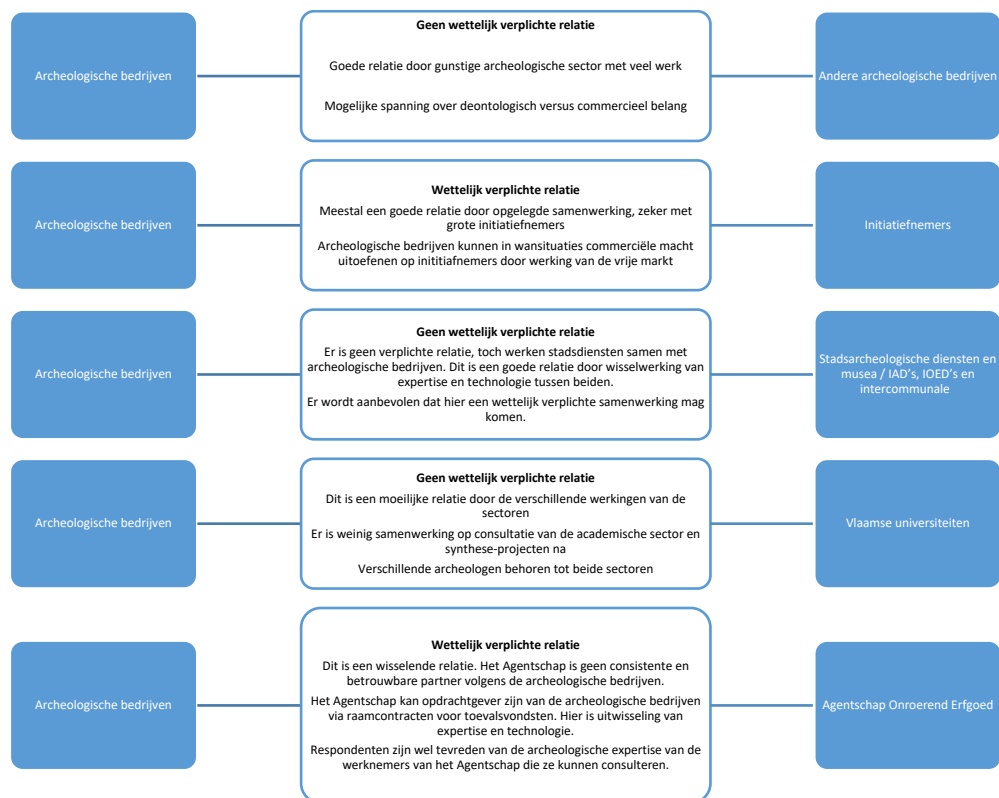 Geen wettelijk verplichte relatie
Archeologische bedrijven
Goede relatie door gunstige archeologische sector met veel werk
Mogelijke spanning over deontologisch versus commercieel belang
Andere archeologische bedrijven
Wettelijk verplichte relatie
Archeologische bedrijven
Meestal een goede relatie door opgelegde samenwerking, zeker met
grote initiatiefnemers
Archeologische bedrijven kunnen in wansituaties commerciële macht
uitoefenen op inititiafnemers door werking van de vrije markt
Initiatiefnemers
Geen wettelijk verplichte relatie
Archeologische bedrijven
Er is geen verplichte relatie, toch werken stadsdiensten samen met
archeologische bedrijven. Dit is een goede relatie door wisselwerking van
expertise en technologie tussen beiden.
Er wordt aanbevolen dat hier een wettelijk verplichte samenwerking mag
komen.
Stadsarcheologische diensten en
musea / IAD's, IOED's en
intercommunale
Geen wettelijk verplichte relatie
Archeologische bedrijven
Dit is een moeilijke relatie door de verschillende werkingen van de
sectoren
Er is weinig samenwerking op consultatie van de academische sector en
synthese-projecten na
Verschillende archeologen behoren tot beide sectoren
Vlaamse universiteiten
Wettelijk verplichte relatie
Archeologische bedrijven
Dit is een wisselende relatie. Het Agentschap is geen consistente en
betrouwbare partner volgens de archeologische bedrijven.
Het Agentschap kan opdrachtgever zijn van de archeologische bedrijven
via raamcontracten voor toevalsvondsten. Hier is uitwisseling van
expertise en technologie.
Respondenten zijn wel tevreden van de archeologische expertise van de
werknemers van het Agentschap die ze kunnen consulteren.
Agentschap Onroerend Erfgoed